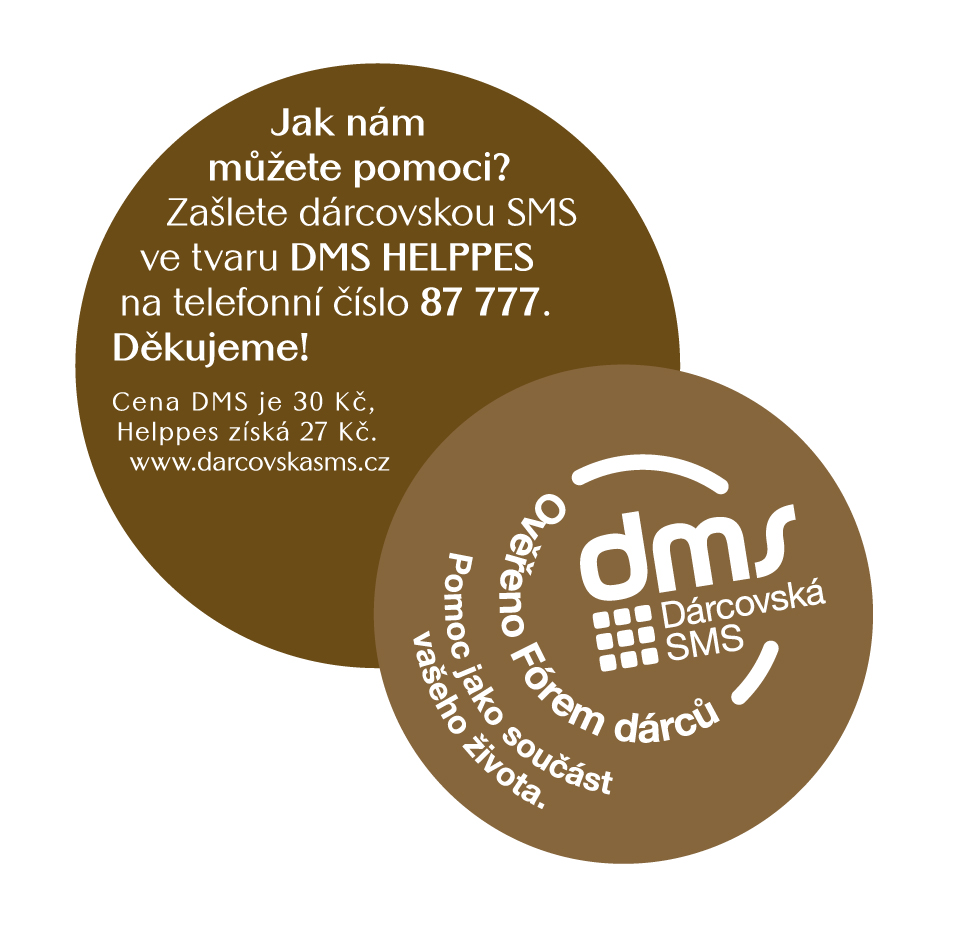 Jak nám
můžete pomoci?
Zašlete dárcovskou SMS
ve tvaru DMS HELPPES
na telefonní číslo 87 777.
Děkujeme!
Cena DMS je 30 Kč,
Helppes získá 27 Kč.
www.darcovskasms.cz
dms
Dárcovská
SMS
Ověřeno Fórem dárců
Pomoc jako součást
vašeho života.